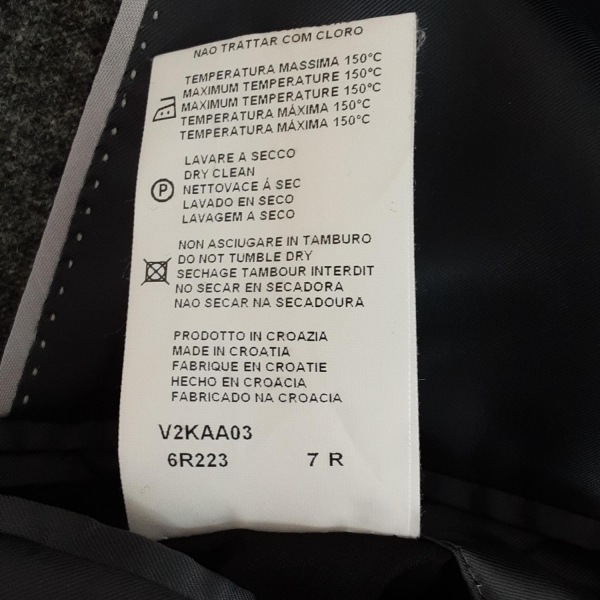 NAO TRATTAR COM CLORO
TEMPERATURA MASSIMA 150°C
MAXIMUM TEMPERATURE 150°C
MAXIMUM TEMPERATURE 150°C
TEMPERATURA MÁXIMA 150°C
TEMPERATURA MÁXIMA 150°C
LAVARE A SECCO
DRY CLEAN
P NETTOVACE Á SEC
LAVADO EN SECO
LAVAGEM A SECO
NON ASCIUGARE IN TAMBURO
DO NOT TUMBLE DRY
SECHAGE TAMBOUR INTERDIT
NO SECAR EN SECADORA
NAO SECAR NA SECADOURA
PRODOTTO IN CROAZIA
MADE IN CROATIA
FABRIQUE EN CROATIE
HECHO EN CROACIA
FABRICADO NA CROACIA
V2KAA03
6R223 7 R